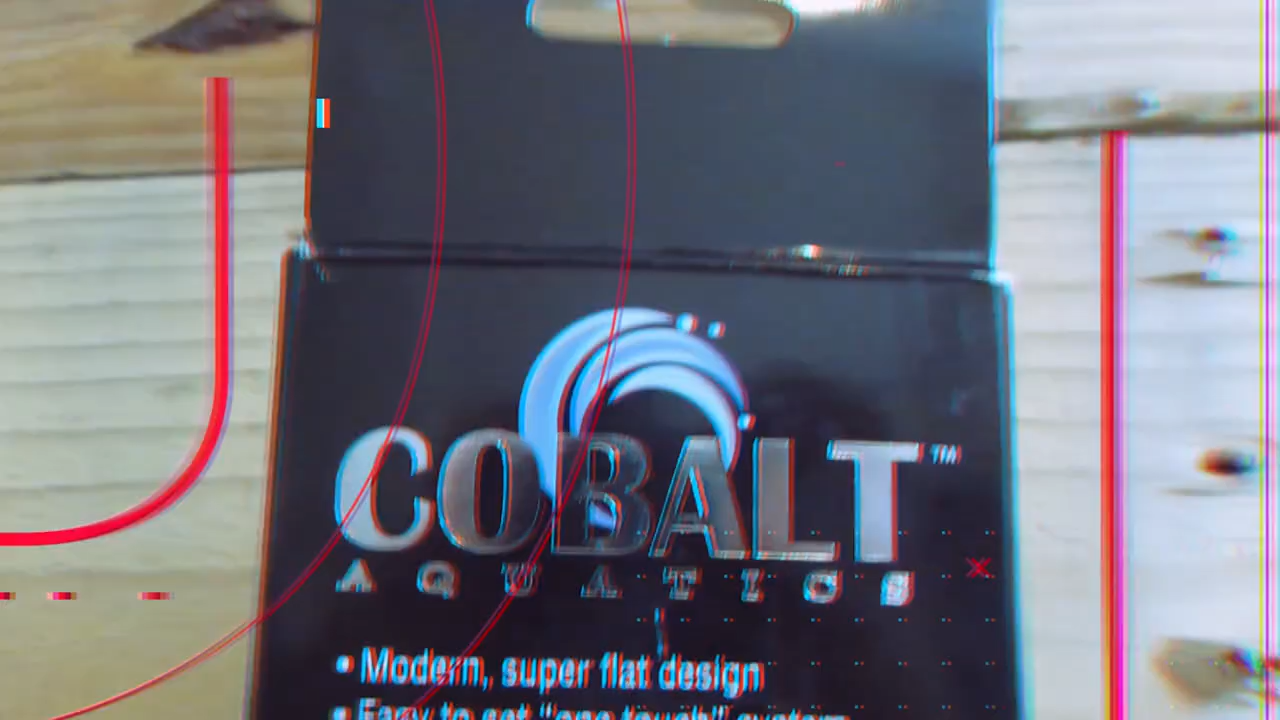 COBALT™
AQUATICS
• Modern, super flat design
• Easy to set "one touch" system